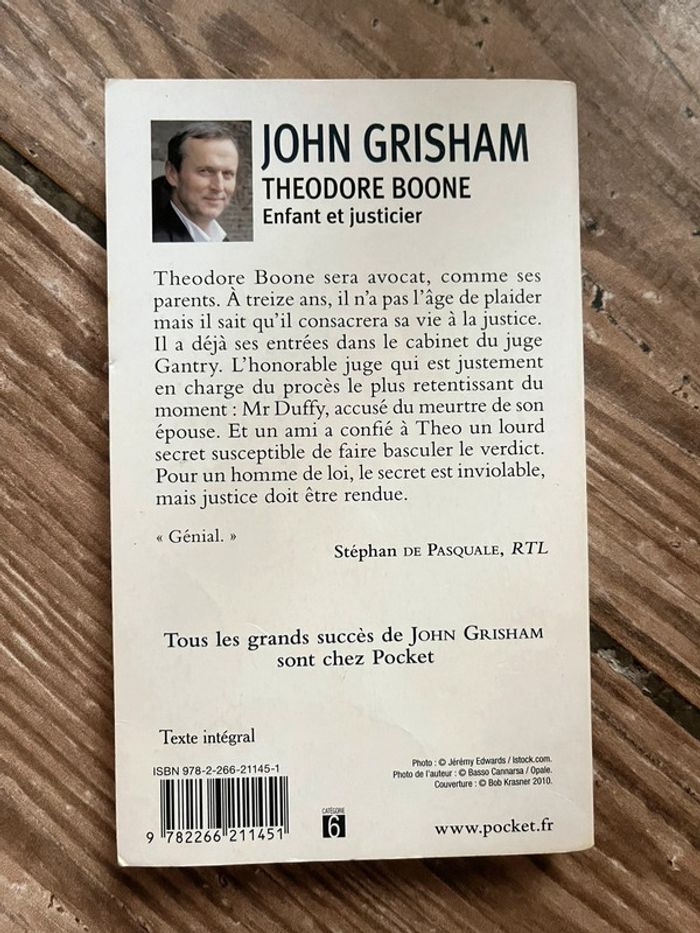 JOHN GRISHAM
THEODORE BOONE
Enfant et justicier
Theodore Boone sera avocat, comme ses
parents. À treize ans, il n'a pas l'âge de plaider
mais il sait qu'il consacrera sa vie à la justice.
Il a déjà ses entrées dans le cabinet du juge
Gantry. L'honorable juge qui est justement
en charge du procès le plus retentissant du
moment : Mr Duffy, accusé du meurtre de son
épouse. Et un ami a confié à Theo un lourd
secret susceptible de faire basculer le verdict.
Pour un homme de loi, le secret est inviolable,
mais justice doit être rendue.
« Génial. »
Stéphan DE PASQUALE, RTL
Tous les grands succès de JOHN GRISHAM
sont chez Pocket
Texte intégral
ISBN 978-2-266-21145-1
9 782266 211451
CATÉGORIE
6
Photo : © Jérémy Edwards / Istock.com.
Photo de l'auteur : © Basso Cannarsa / Opale.
Couverture : © Bob Krasner 2010.
www.pocket.fr